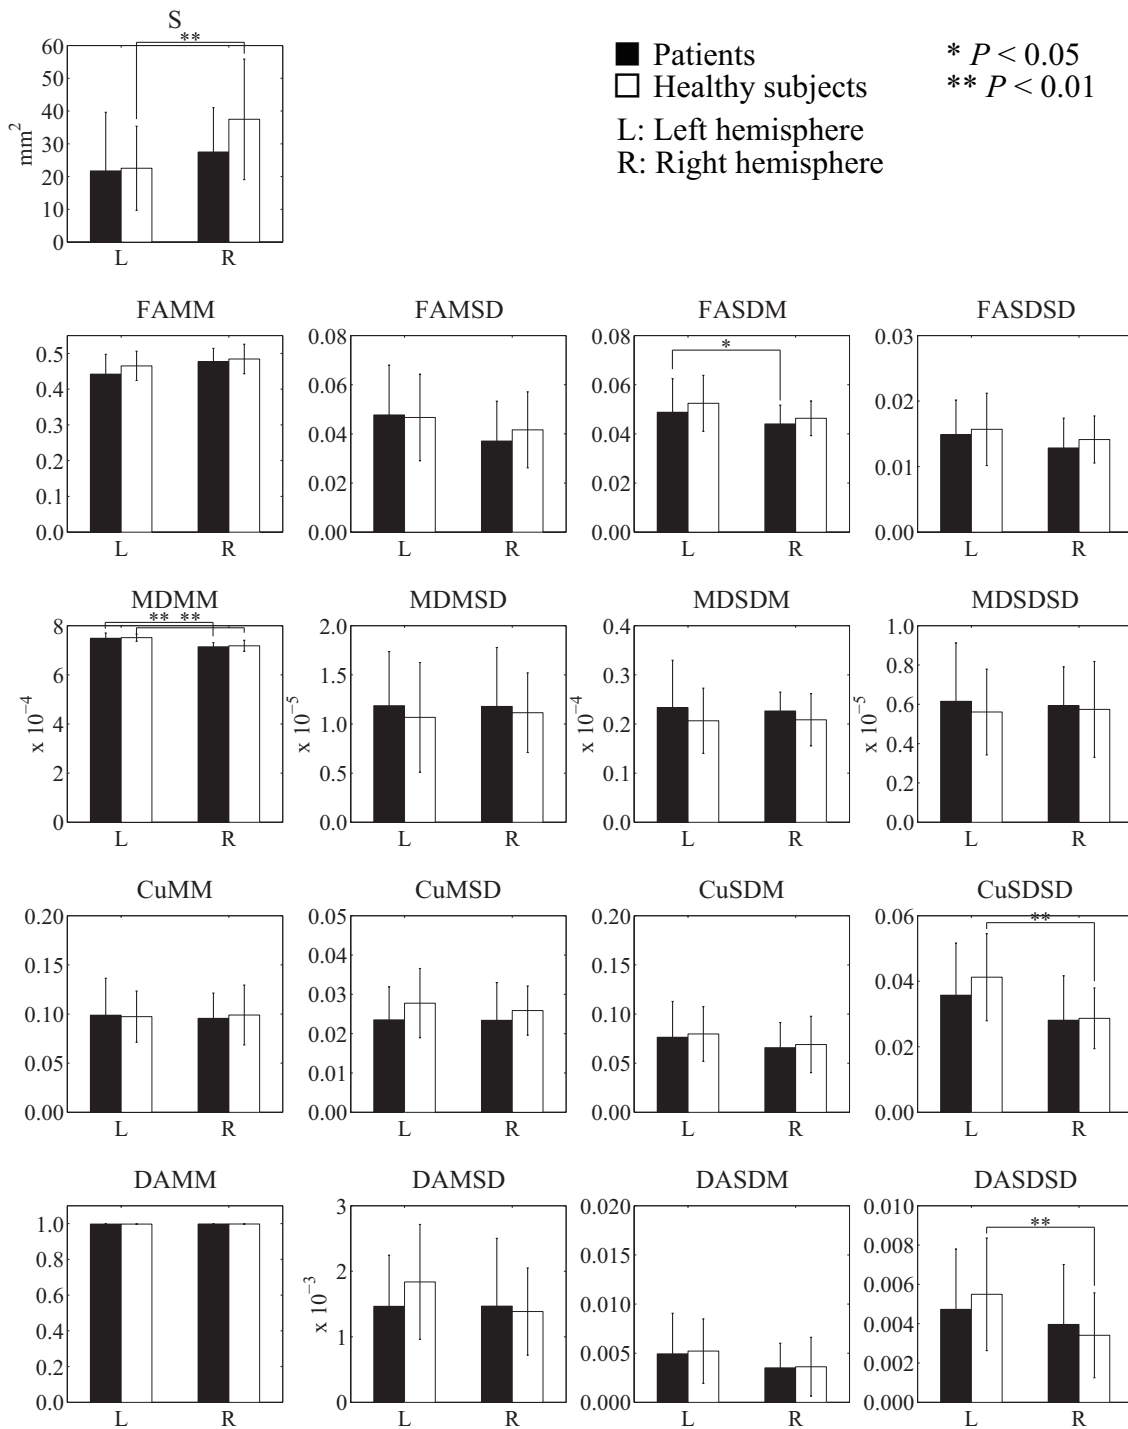 S
**
60
50
40
30
20
10
0
mm²
L R
Patients
Healthy subjects
L: Left hemisphere
R: Right hemisphere
* P < 0.05
** P < 0.01
FAMM
0.5
0.4
0.3
0.2
0.1
0.0
L R
FAMSD
0.08
0.06
0.04
0.02
0.00
L R
FASDM
*
0.08
0.06
0.04
0.02
0.00
L R
FASDSD
0.03
0.02
0.01
0.00
L R
MDMM
** **
8
6
4
2
0
x 10⁻⁴
L R
MDMSD
2.0
1.5
1.0
0.5
0.0
x 10⁻⁵
L R
MDSDM
0.4
0.3
0.2
0.1
0.0
x 10⁻⁴
L R
MDSDSD
1.0
0.8
0.6
0.4
0.2
0.0
x 10⁻⁵
L R
CuMM
0.20
0.15
0.10
0.05
0.00
L R
CuMSD
0.05
0.04
0.03
0.02
0.01
0.00
L R
CuSDM
0.20
0.15
0.10
0.05
0.00
L R
CuSDSD
**
0.06
0.04
0.02
0.00
L R
DAMM
1.0
0.8
0.6
0.4
0.2
0.0
L R
DAMSD
3
2
1
0
x 10⁻³
L R
DASDM
0.020
0.015
0.010
0.005
0.000
L R
DASDSD
**
0.010
0.008
0.006
0.004
0.002
0.000
L R